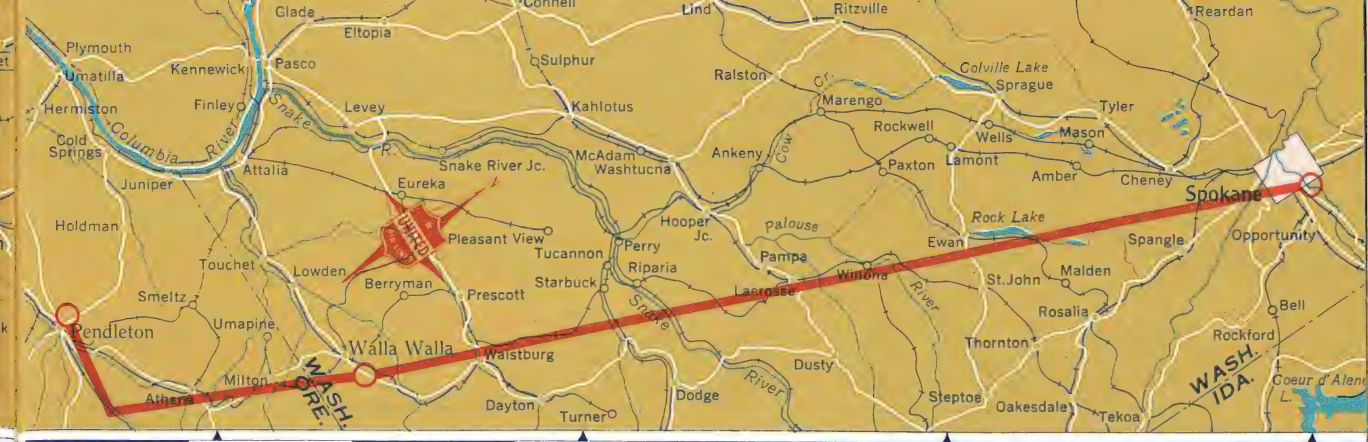 Glade
Eltopia
Connell
Lind
Ritzville
Reardan
Plymouth
Umatilla
Kennewick
Pasco
Sulphur
Ralston
Cr.
Colville Lake
Sprague
Hermiston
Finley
Snake
Levey
Kahlotus
Marengo
Tyler
Cold
Springs
Columbia
River
R.
Rockwell
Wells
Mason
Juniper
Attalia
Snake River Jc.
McAdam
Washtucna
Ankeny
Cow
Paxton
Lamont
Amber
Cheney
Eureka
Spokane
Holdman
UNITED
Pleasant View
Hooper
Jc.
Palouse
Rock Lake
Ewan
Spangle
Opportunity
Touchet
Lowden
Tucannon
Perry
Pampa
Berryman
Starbuck
Riparia
Winona
St. John
Malden
Smeltz
Prescott
Lacrosse
River
Bell
Umapine
Snake
Rosalia
Pendleton
Walla Walla
Waistburg
Thornton
Rockford
Milton
WASH.
ORE.
Dusty
WASH.
IDA.
Athena
River
Coeur d'Alene
L.
Dayton
Turner
Dodge
Steptoe
Oakesdale
Tekoa